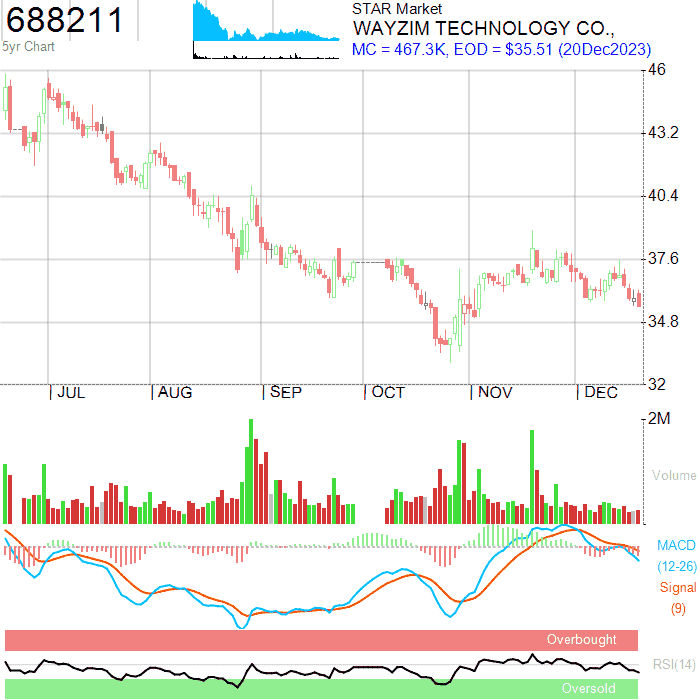 688211
5yr Chart
STAR Market
WAYZIM TECHNOLOGY CO.,
MC = 467.3K, EOD = $35.51 (20Dec2023)
46
43.2
40.4
37.6
34.8
32
JUL AUG SEP OCT NOV DEC
2M
Volume
MACD
(12-26)
Signal
(9)
Overbought
RSI(14)
Oversold